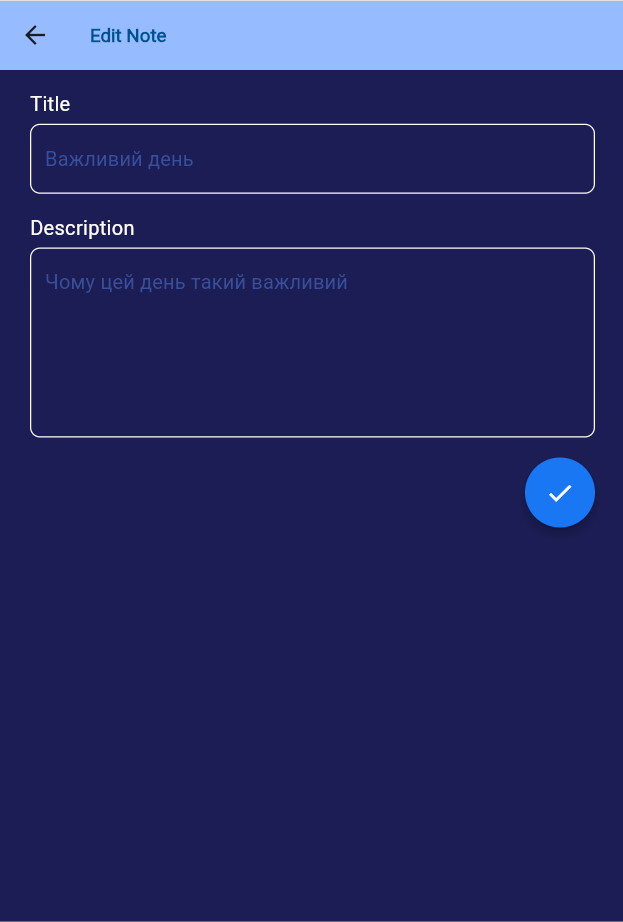 Edit Note
Title
Важливий день
Description
Чому цей день такий важливий